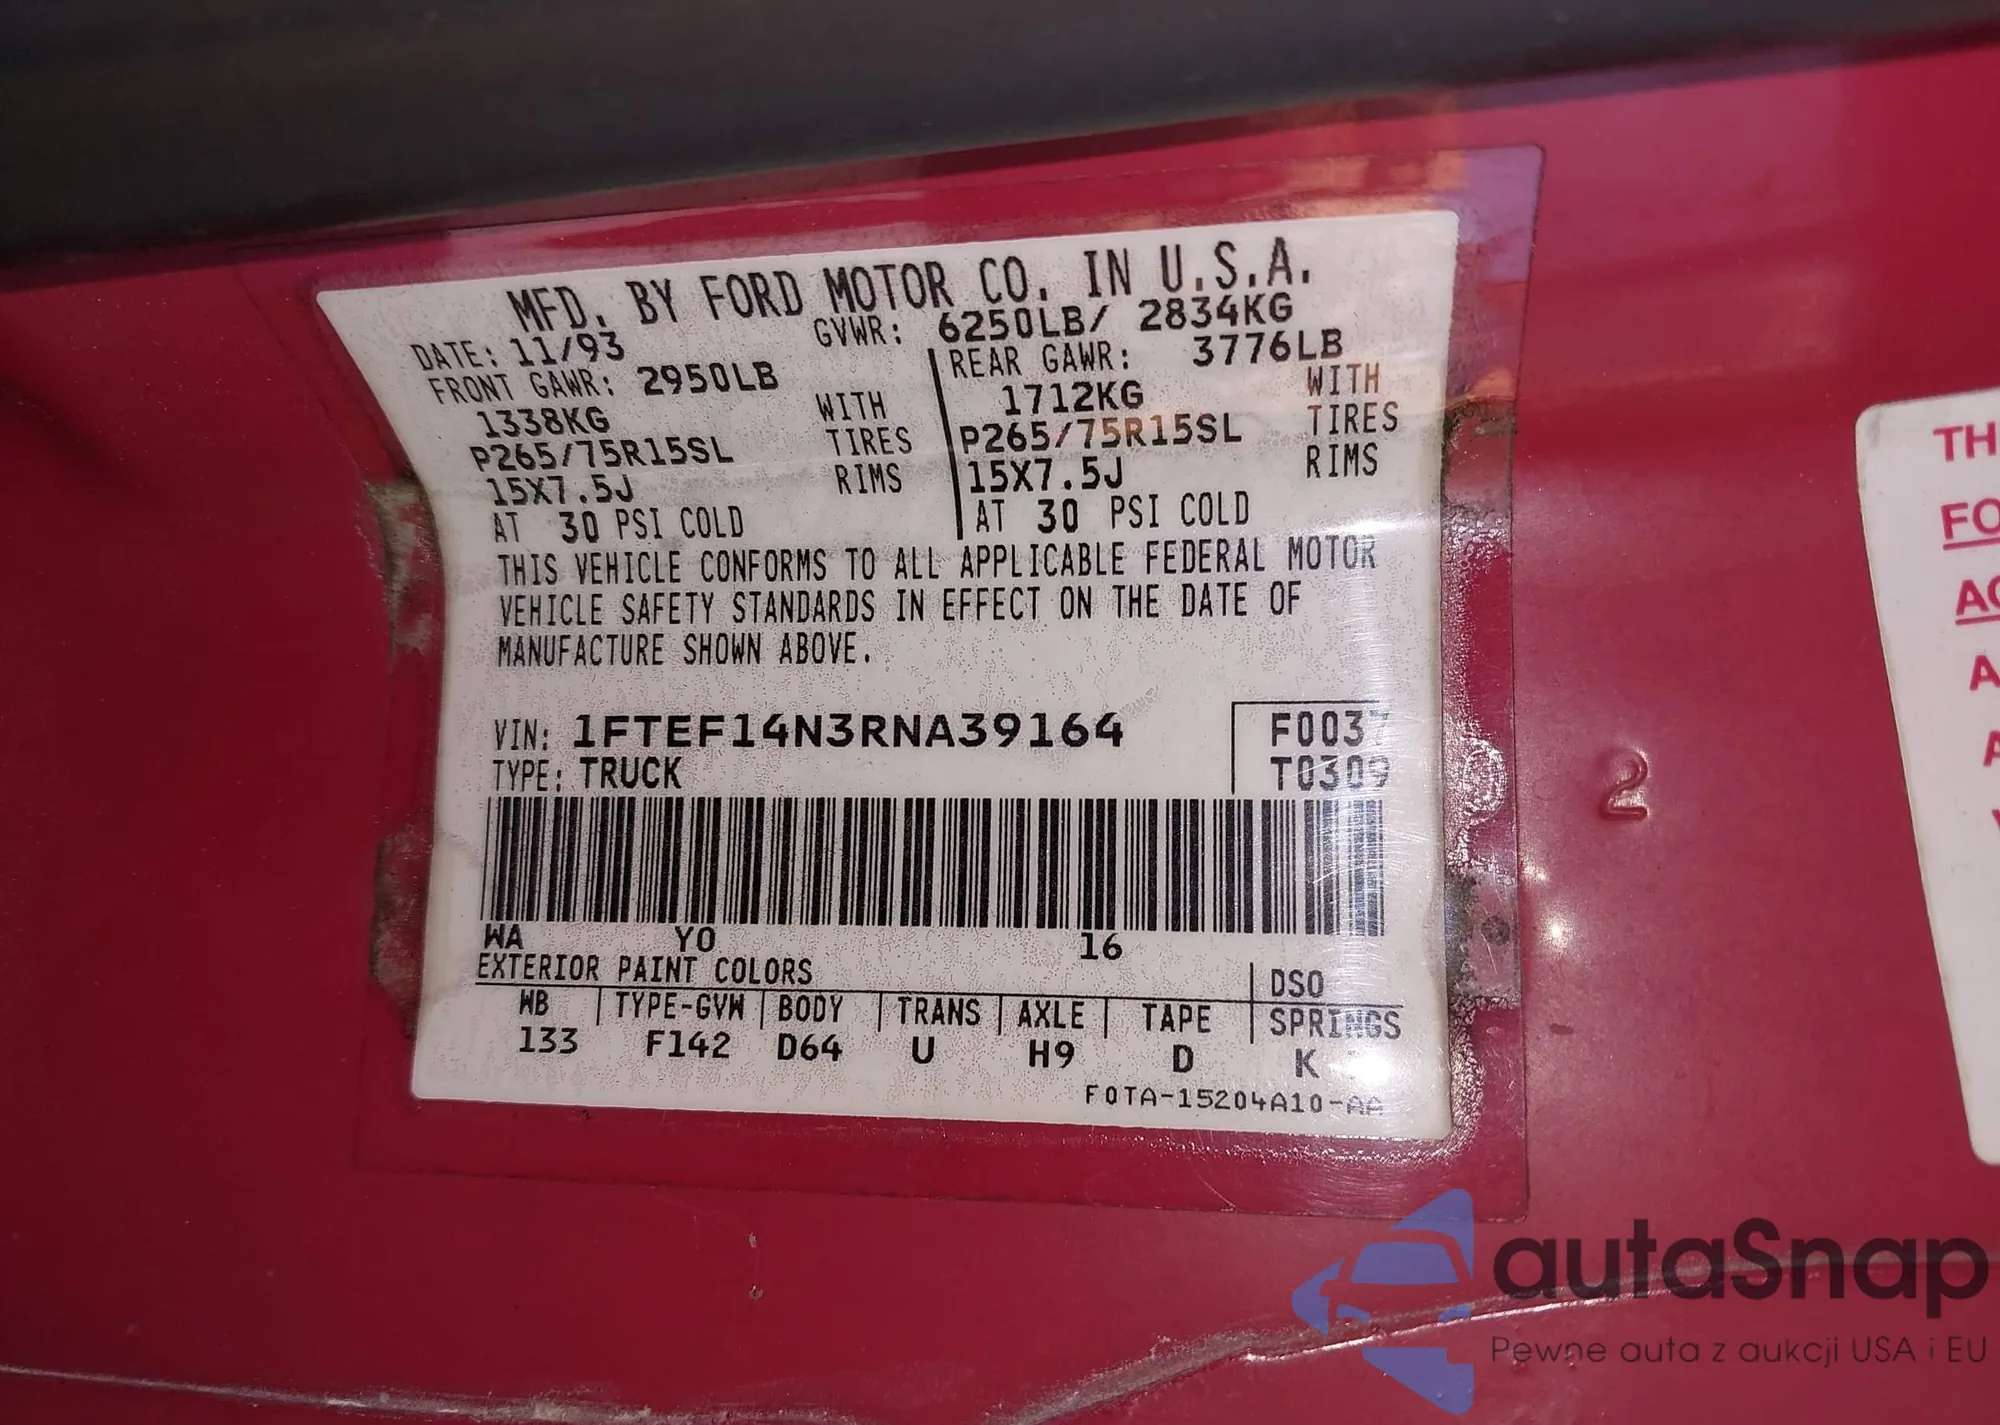 MFD. BY FORD MOTOR CO. IN U.S.A.
DATE: 11/93 GVWR: 6250LB/ 2834KG
FRONT GAWR: 2950LB REAR GAWR: 3776LB
1338KG WITH 1712KG WITH
P265/75R15SL TIRES P265/75R15SL TIRES
15X7.5J RIMS 15X7.5J RIMS
AT 30 PSI COLD AT 30 PSI COLD
THIS VEHICLE CONFORMS TO ALL APPLICABLE FEDERAL MOTOR
VEHICLE SAFETY STANDARDS IN EFFECT ON THE DATE OF
MANUFACTURE SHOWN ABOVE.
VIN: 1FTEF14N3RNA39164 F0037
TYPE: TRUCK T0309
WA YO 16
EXTERIOR PAINT COLORS DSO
WB TYPE-GVW BODY TRANS AXLE TAPE SPRINGS
133 F142 D64 U H9 D K
F0TA-15204A10-AA
2
TH
FO
A
autaSnap
Pewne auta z aukcji USA i EU